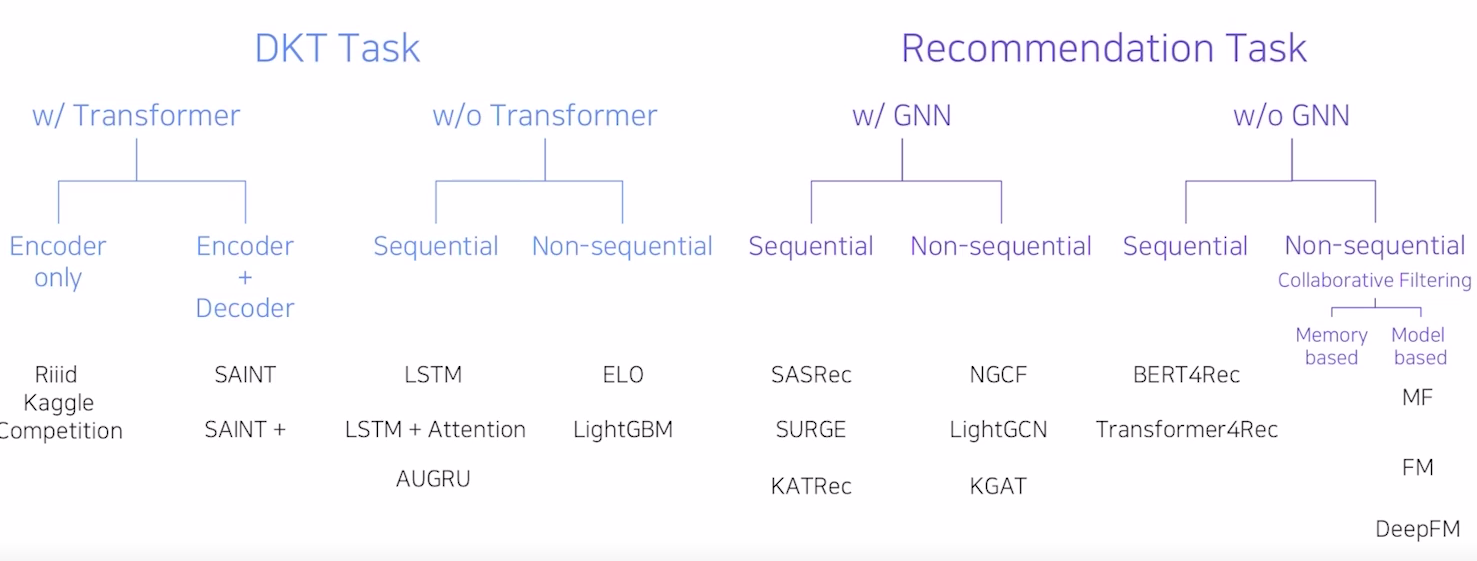 DKT Task
Recommendation Task
w/ Transformer
w/o Transformer
w/ GNN
w/o GNN
Encoder
only
Encoder
+
Decoder
Sequential
Non-sequential
Sequential
Non-sequential
Sequential
Non-sequential
Collaborative Filtering
Memory
based
Model
based
Riiid
Kaggle
Competition
SAINT
SAINT +
LSTM
LSTM + Attention
AUGRU
ELO
LightGBM
SASRec
SURGE
KATRec
NGCF
LightGCN
KGAT
BERT4Rec
Transformer4Rec
MF
FM
DeepFM